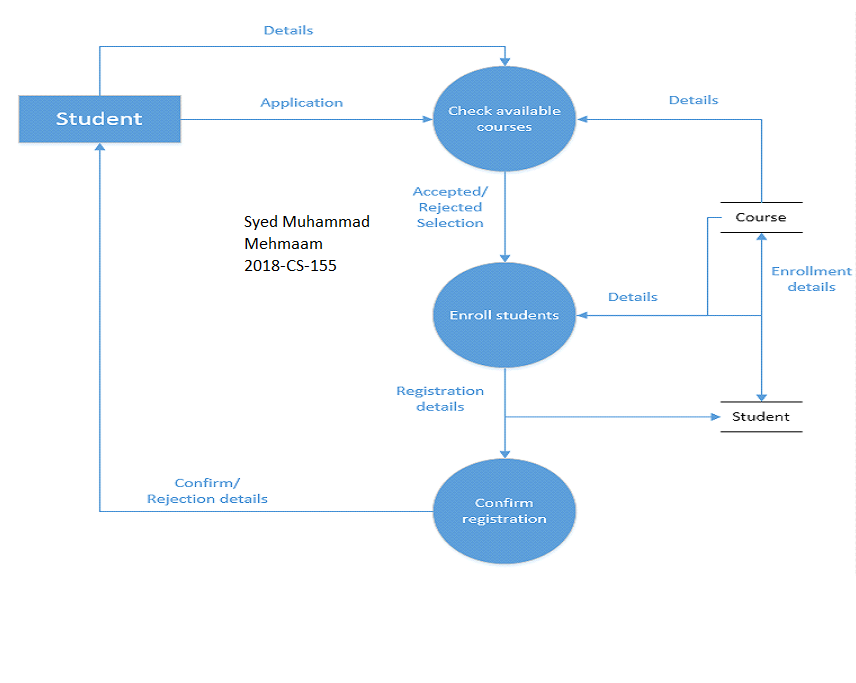 Details
Student
Application
Check available
courses
Details
Accepted/
Rejected
Selection
Syed Muhammad
Mehmaam
2018-CS-155
Course
Enrollment
details
Details
Enroll students
Registration
details
Student
Confirm/
Rejection details
Confirm
registration